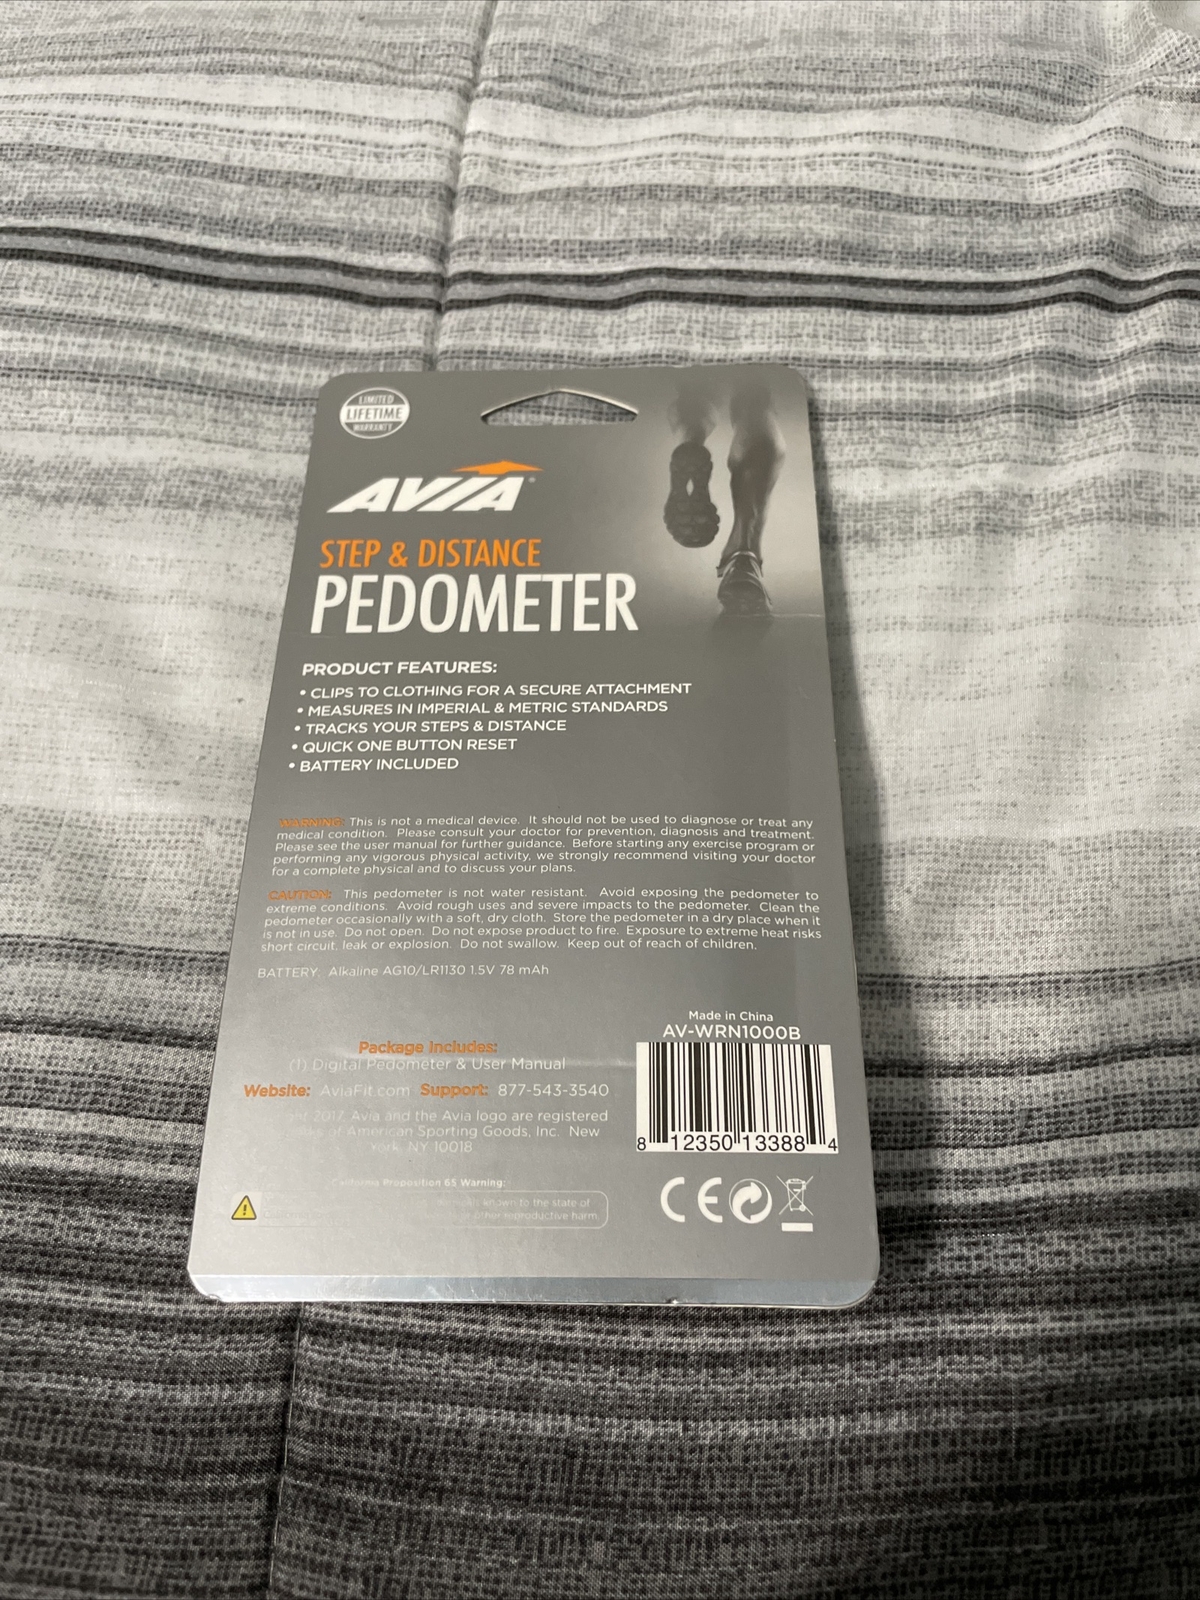 LIMITED
LIFETIME
WARRANTY
AVIA
STEP & DISTANCE
PEDOMETER
PRODUCT FEATURES:
• CLIPS TO CLOTHING FOR A SECURE ATTACHMENT
• MEASURES IN IMPERIAL & METRIC STANDARDS
• TRACKS YOUR STEPS & DISTANCE
• QUICK ONE BUTTON RESET
• BATTERY INCLUDED
WARNING: This is not a medical device. It should not be used to diagnose or treat any
medical condition. Please consult your doctor for prevention, diagnosis and treatment.
Please see the user manual for further guidance. Before starting any exercise program or
performing any vigorous physical activity, we strongly recommend visiting your doctor
for a complete physical and to discuss your plans.
CAUTION: This pedometer is not water resistant. Avoid exposing the pedometer to
extreme conditions. Avoid rough uses and severe impacts to the pedometer. Clean the
pedometer occasionally with a soft, dry cloth. Store the pedometer in a dry place when it
is not in use. Do not open. Do not expose product to fire. Exposure to extreme heat risks
short circuit, leak or explosion. Do not swallow. Keep out of reach of children.
BATTERY: Alkaline AG10/LR1130 1.5V 78 mAh
Package Includes:
(1) Digital Pedometer & User Manual
Website: AviaFit.com Support: 877-543-3540
2017. Avia and the Avia logo are registered
of American Sporting Goods, Inc. New
York, NY 10018
Made in China
AV-WRN1000B
8 12350 13388 4
California Proposition 65 Warning:
known to the state of
or other reproductive harm.
CE